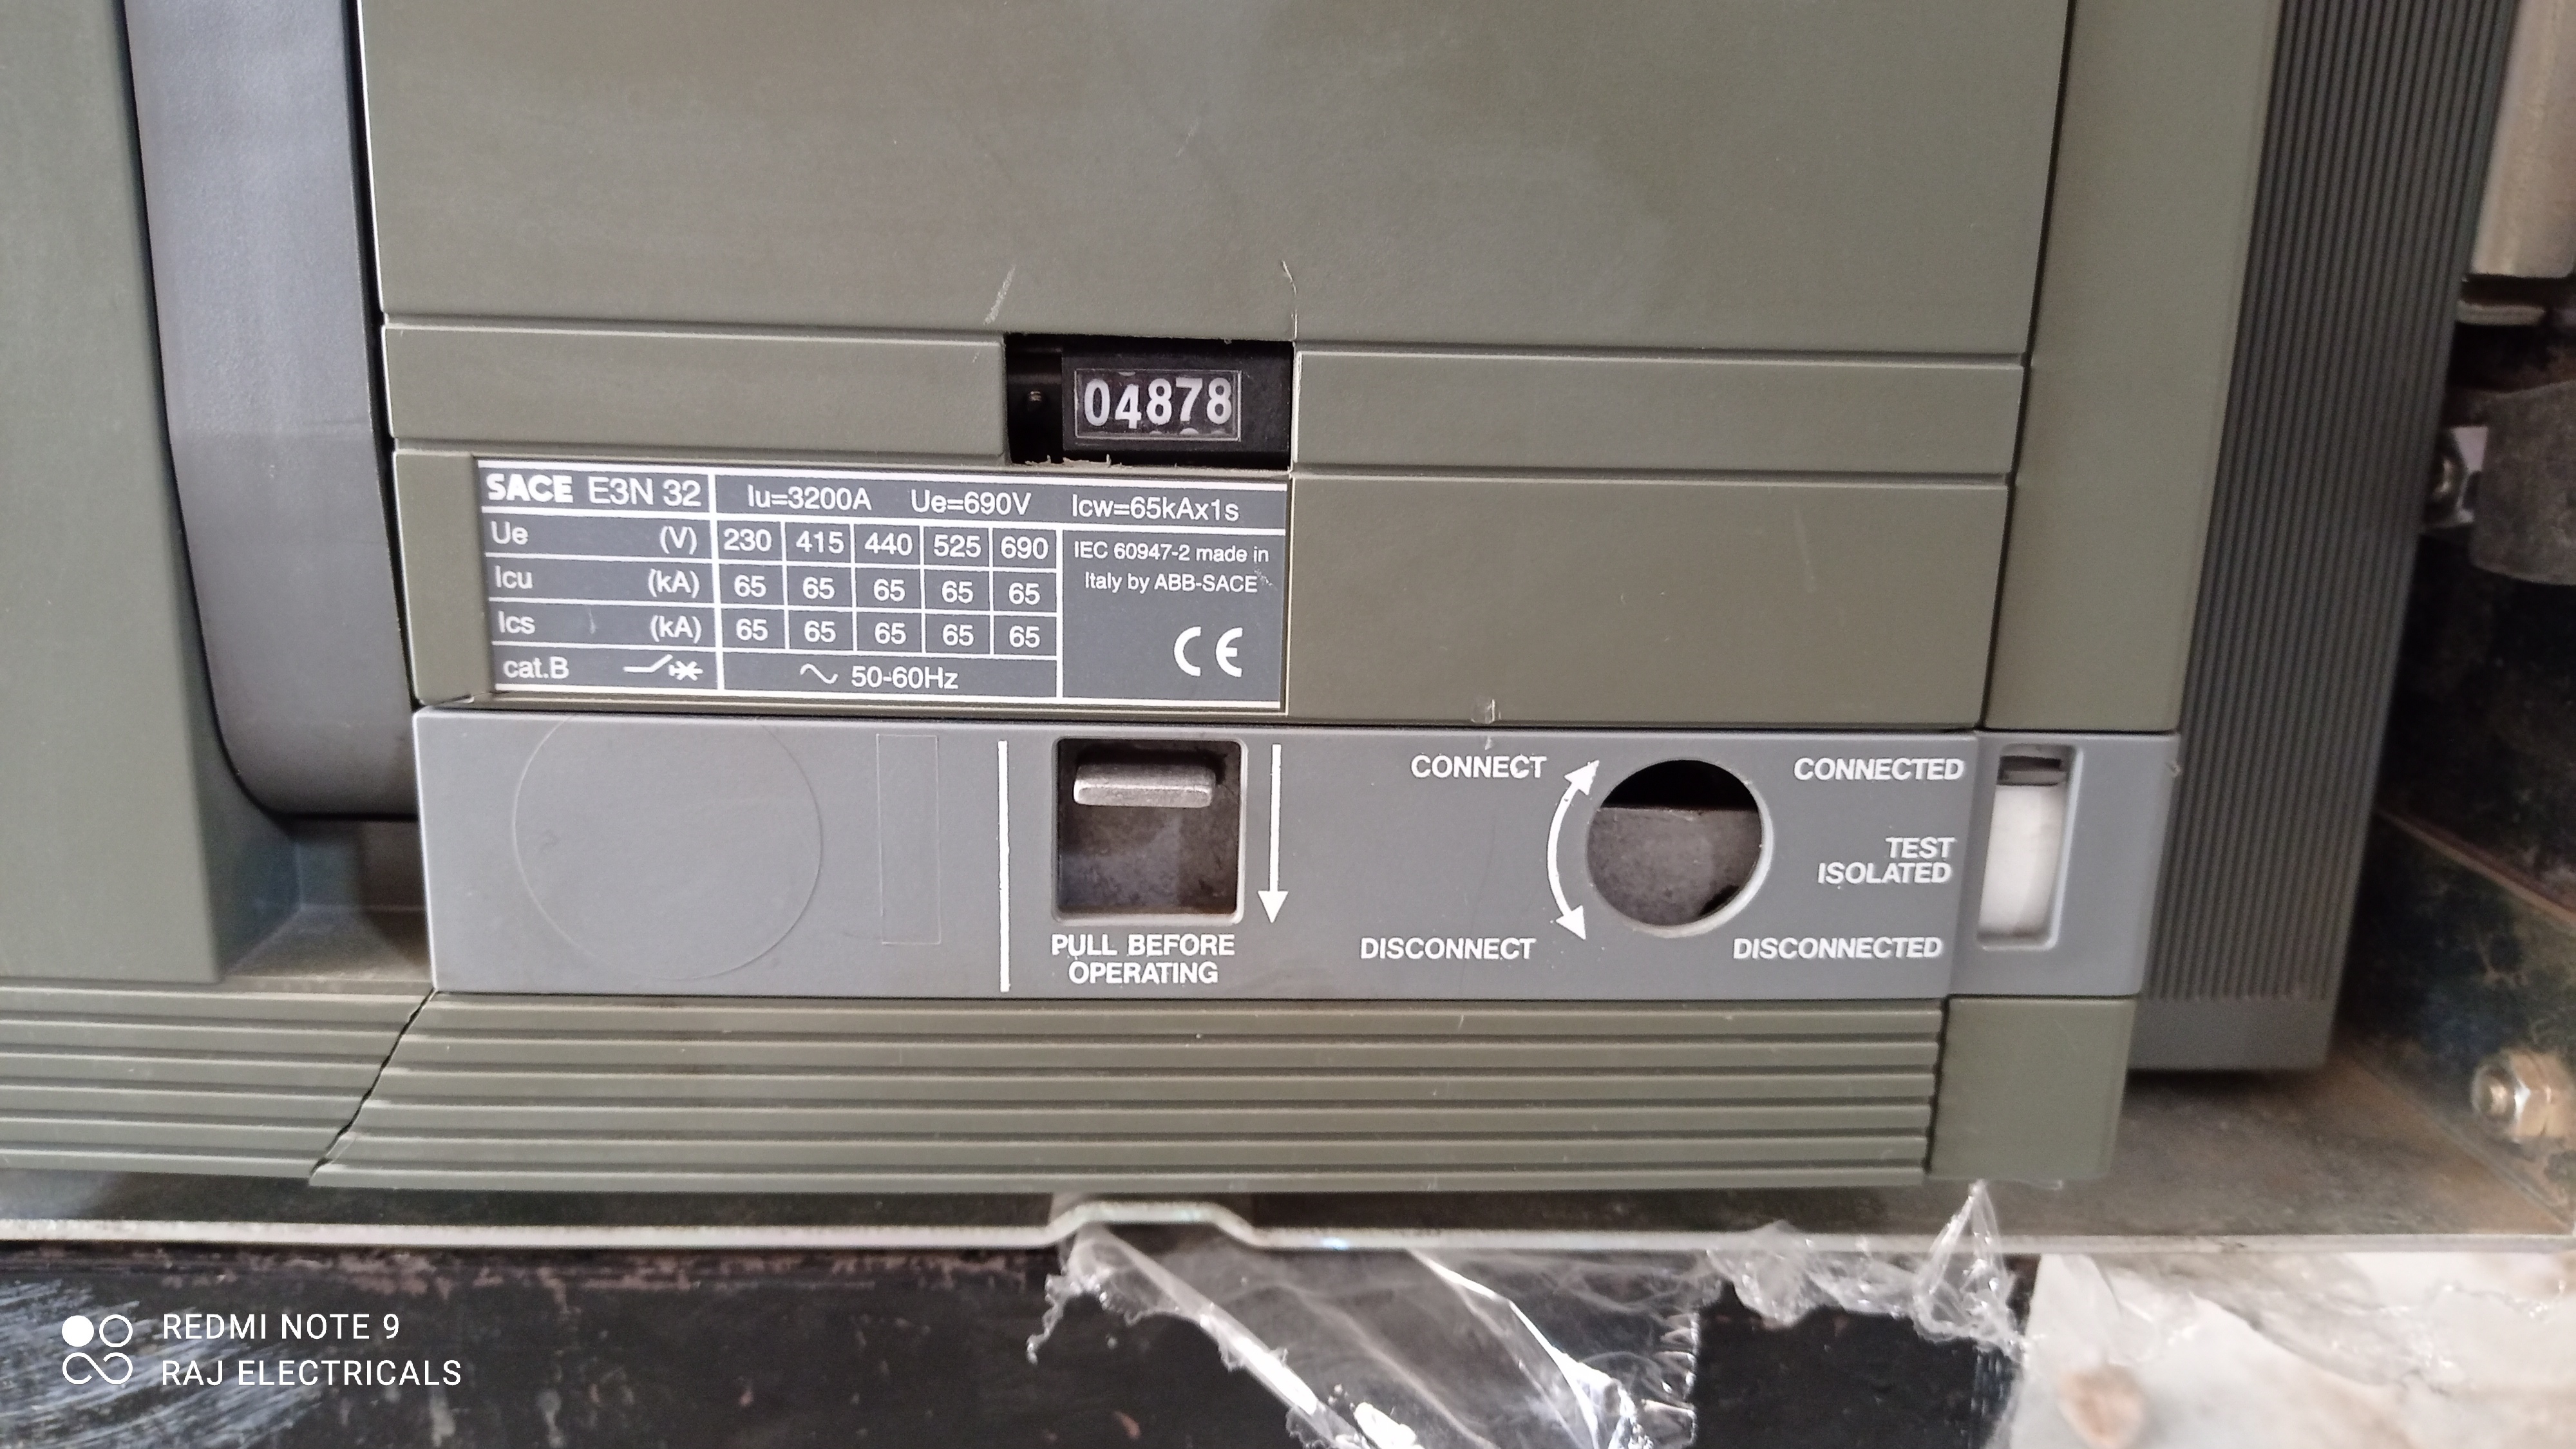 04878
SACE E3N 32 Iu=3200A Ue=690V Icw=65kAx1s
Ue (V) 230 415 440 525 690
Icu (kA) 65 65 65 65 65
Ics (kA) 65 65 65 65 65
cat.B ~ 50-60Hz
IEC 60947-2 made in
Italy by ABB-SACE
CE
PULL BEFORE
OPERATING
CONNECT
DISCONNECT
CONNECTED
TEST
ISOLATED
DISCONNECTED
REDMI NOTE 9
RAJ ELECTRICALS